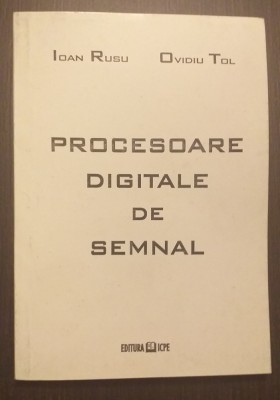 IOAN RUSU OVIDIU TOL
PROCESOARE
DIGITALE
DE
SEMNAL
EDITURA ICPE